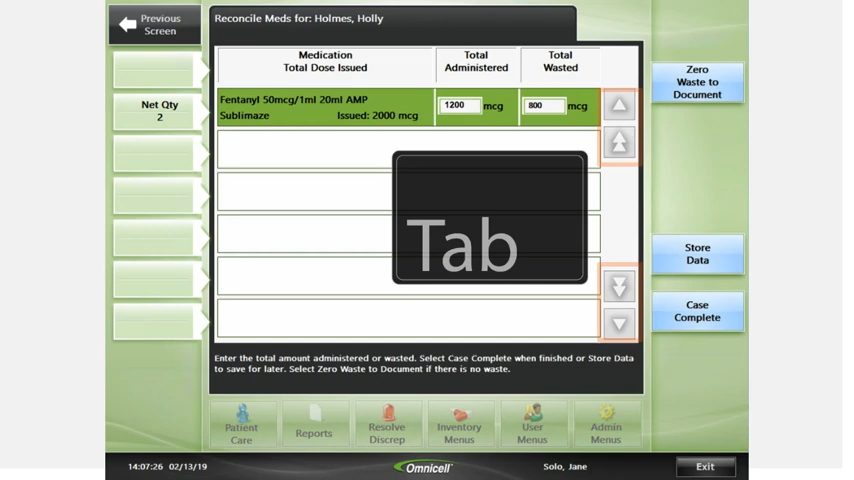 Previous
Screen
Reconcile Meds for: Holmes, Holly
Medication
Total Dose Issued
Total
Administered
Total
Wasted
Zero
Waste to
Document
Net Qty
2
Fentanyl 50mcg/1ml 20ml AMP
Sublimaze
Issued: 2000 mcg
1200
mcg
800
mcg
Tab
Store
Data
Case
Complete
Enter the total amount administered or wasted. Select Case Complete when finished or Store Data
to save for later. Select Zero Waste to Document if there is no waste.
Patient
Care
Reports
Resolve
Discrep
Inventory
Menus
User
Menus
Admin
Menus
14:07:26 02/13/19
Omnicell
Solo, Jane
Exit